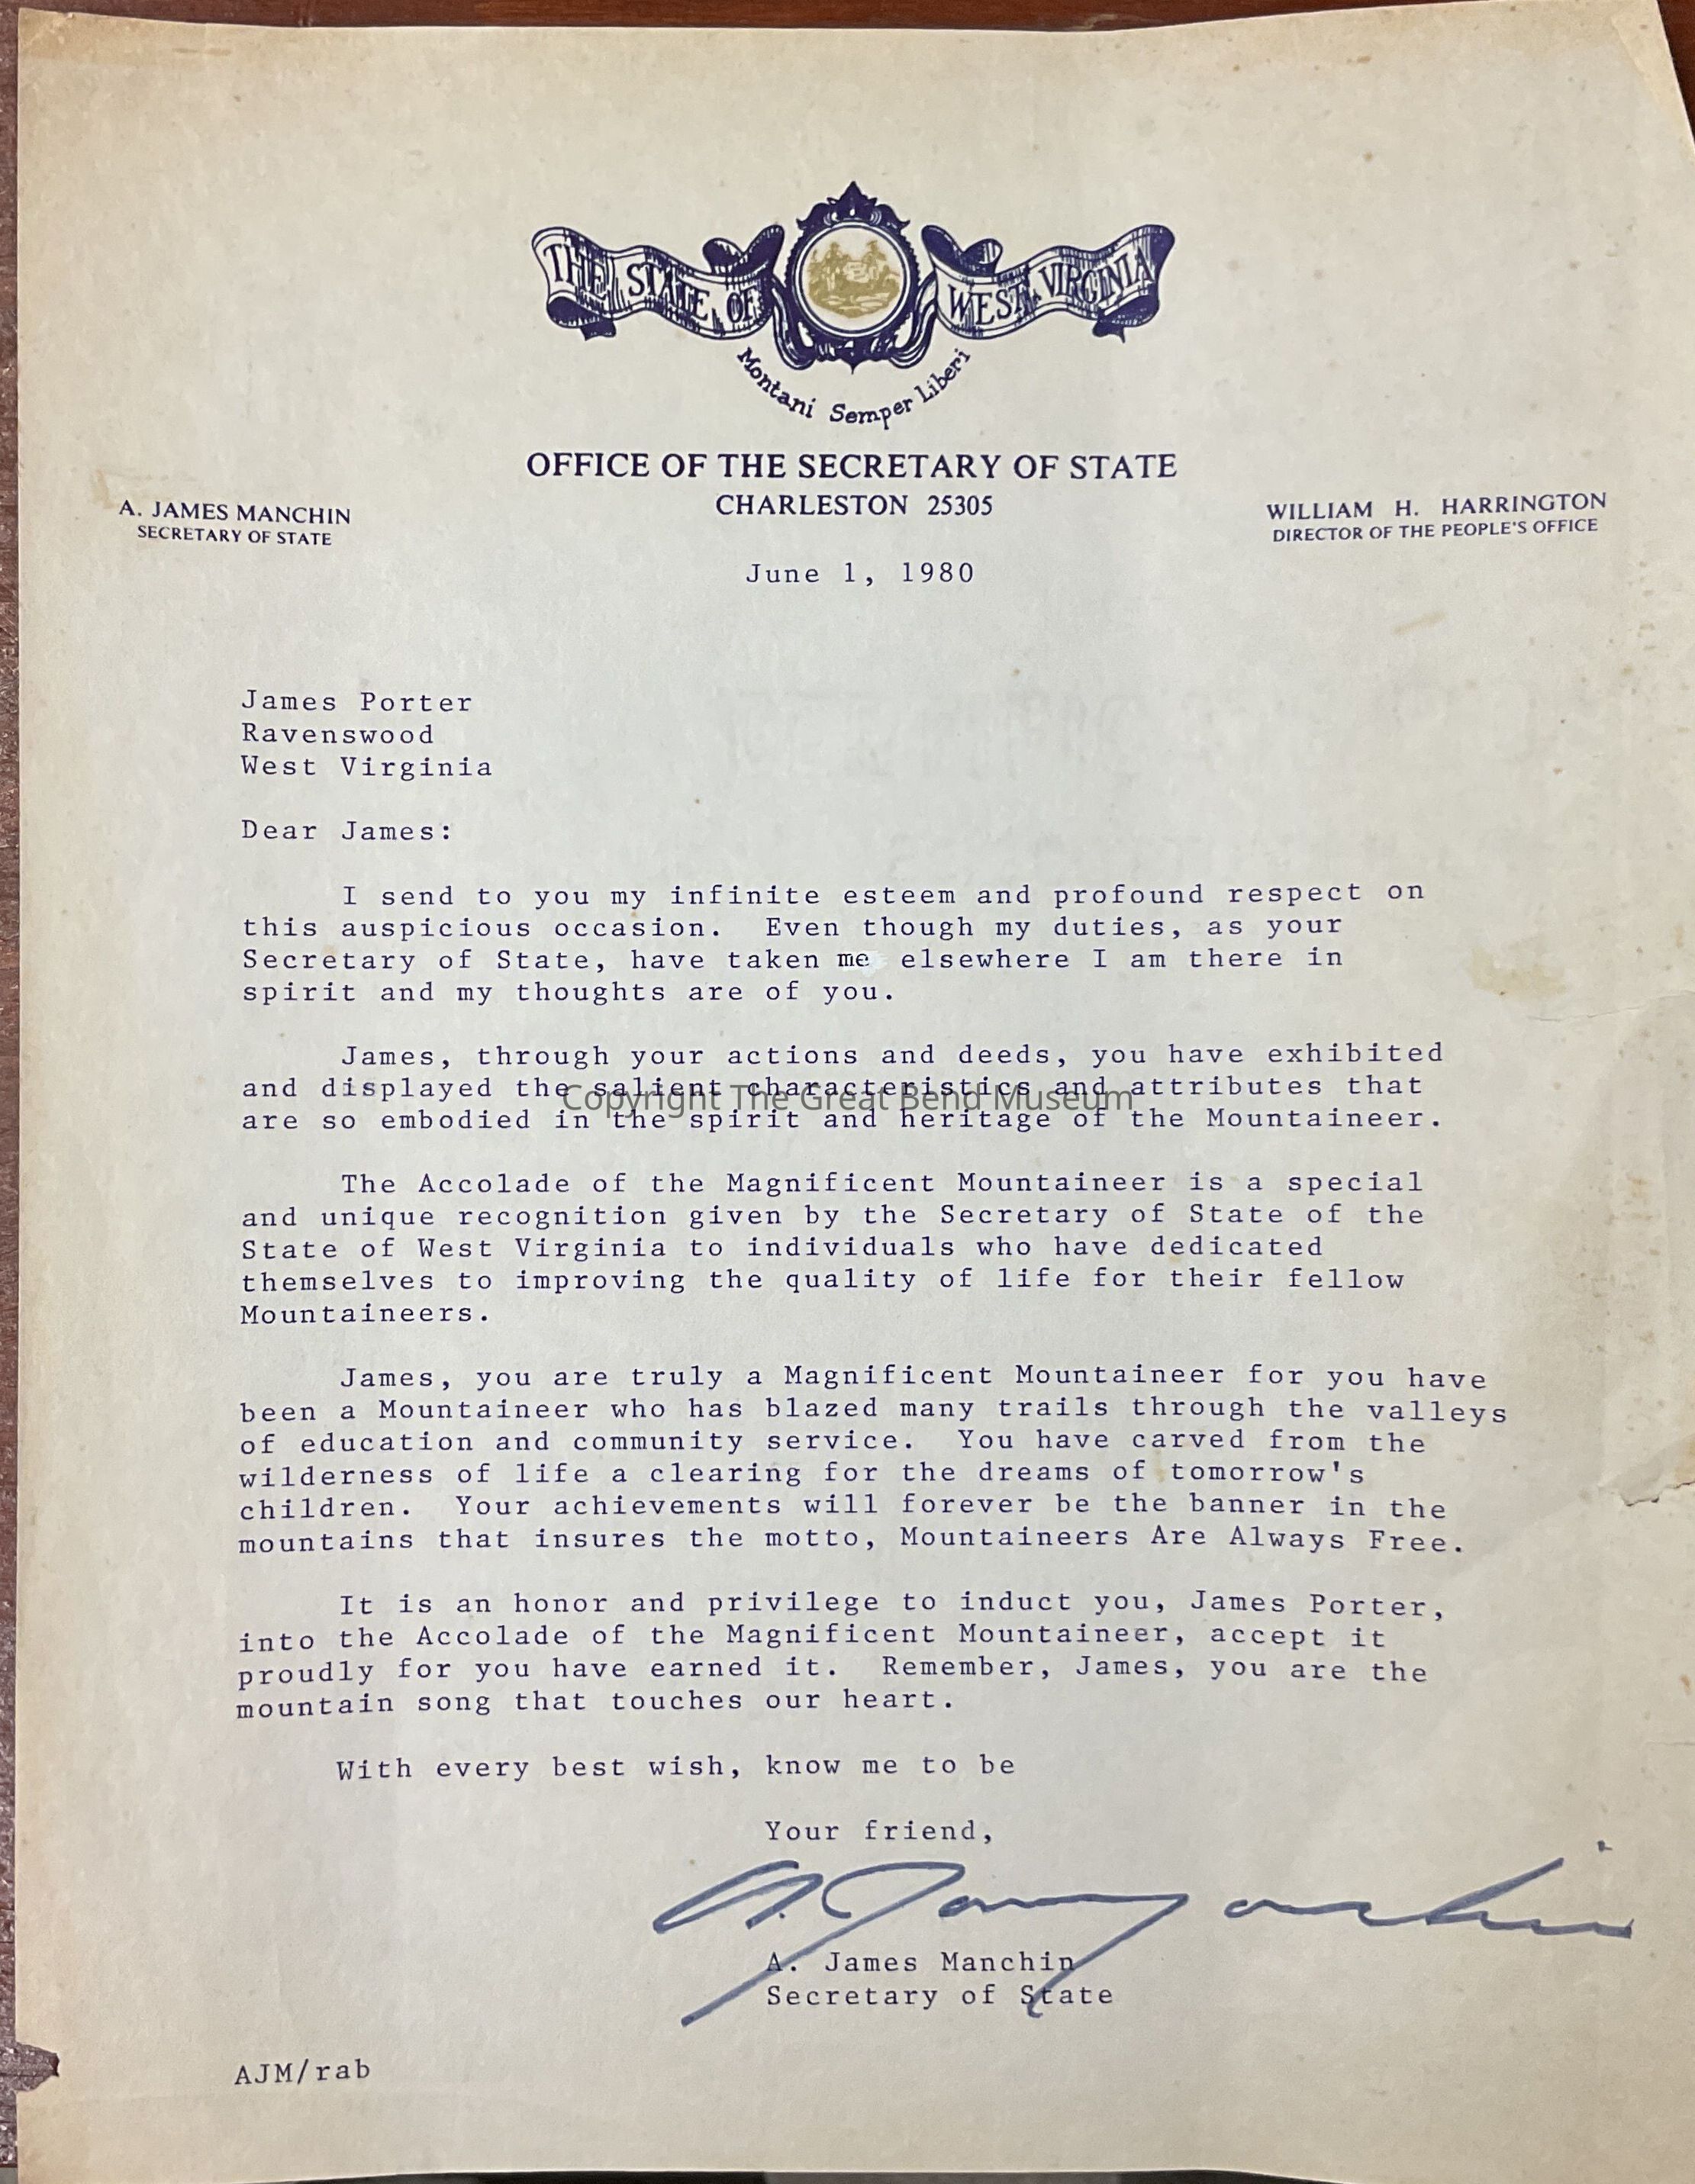 THE STATE OF WEST VIRGINIA
Montani Semper Liberi
OFFICE OF THE SECRETARY OF STATE
CHARLESTON 25305
A. JAMES MANCHIN
SECRETARY OF STATE
WILLIAM H. HARRINGTON
DIRECTOR OF THE PEOPLE'S OFFICE
June 1, 1980
James Porter
Ravenswood
West Virginia
Dear James:
I send to you my infinite esteem and profound respect on
this auspicious occasion. Even though my duties, as your
Secretary of State, have taken me elsewhere I am there in
spirit and my thoughts are of you.
James, through your actions and deeds, you have exhibited
and displayed the salient characteristics and attributes that
Copyright The Great Bend Museum
are so embodied in the spirit and heritage of the Mountaineer.
The Accolade of the Magnificent Mountaineer is a special
and unique recognition given by the Secretary of State of the
State of West Virginia to individuals who have dedicated
themselves to improving the quality of life for their fellow
Mountaineers.
James, you are truly a Magnificent Mountaineer for you have
been a Mountaineer who has blazed many trails through the valleys
of education and community service. You have carved from the
wilderness of life a clearing for the dreams of tomorrow's
children. Your achievements will forever be the banner in the
mountains that insures the motto, Mountaineers Are Always Free.
It is an honor and privilege to induct you, James Porter,
into the Accolade of the Magnificent Mountaineer, accept it
proudly for you have earned it. Remember, James, you are the
mountain song that touches our heart.
With every best wish, know me to be
Your friend,
A. James Manchin
A. James Manchin
Secretary of State
AJM/rab